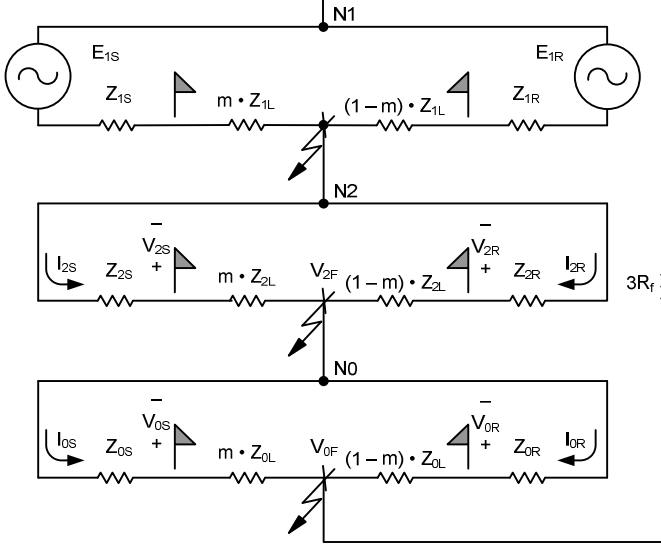 N1
E1S
E1R
Z1S
m • Z1L
(1 – m) • Z1L
Z1R
N2
–
V2S
+
–
V2R
+
I2S
Z2S
m • Z2L
V2F
(1 – m) • Z2L
Z2R
I2R
3Rf
N0
–
V0S
+
–
V0R
+
I0S
Z0S
m • Z0L
V0F
(1 – m) • Z0L
Z0R
I0R